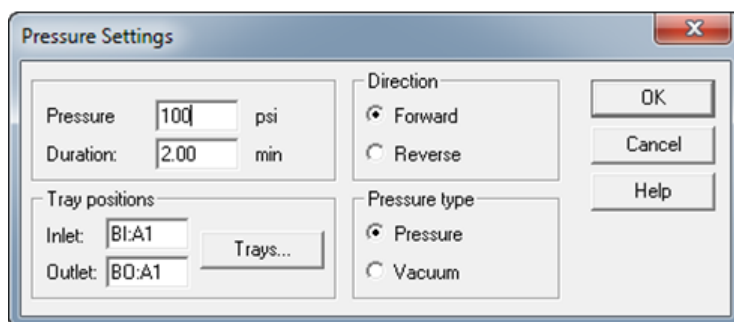 Pressure Settings
Pressure 100 psi
Duration: 2.00 min
Direction
Forward
Reverse
OK
Cancel
Help
Tray positions
Inlet: BI:A1
Outlet: BO:A1
Trays...
Pressure type
Pressure
Vacuum